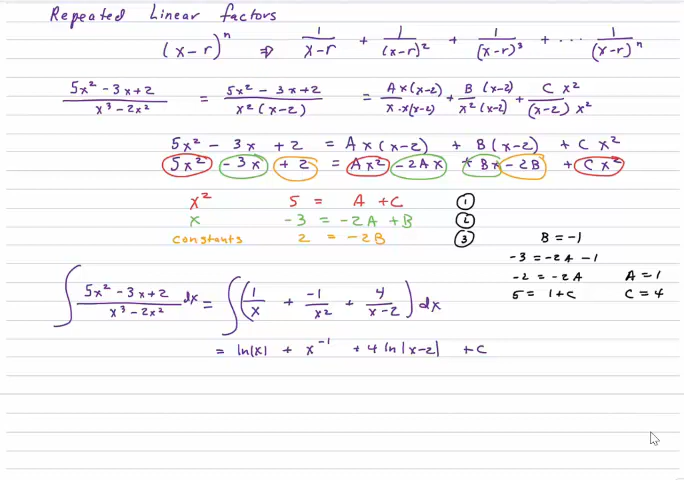 Repeated Linear factors
(x-r)^n ⇒ 1/(x-r) + 1/(x-r)^2 + 1/(x-r)^3 + ... 1/(x-r)^n
(5x^2 - 3x + 2)/(x^3 - 2x^2) = (5x^2 - 3x + 2)/(x^2(x-2)) = Ax(x-2)/(x·x(x-2)) + B(x-2)/(x^2(x-2)) + Cx^2/((x-2)x^2)
5x^2 - 3x + 2 = Ax(x-2) + B(x-2) + Cx^2
5x^2 - 3x + 2 = Ax^2 - 2Ax + Bx - 2B + Cx^2
x^2 5 = A + C ①
x -3 = -2A + B ②
constants 2 = -2B ③
B = -1
-3 = -2A - 1
-2 = -2A A = 1
5 = 1 + C C = 4
∫ (5x^2 - 3x + 2)/(x^3 - 2x^2) dx = ∫ (1/x + -1/x^2 + 4/(x-2)) dx
= ln|x| + x^-1 + 4 ln|x-2| + C